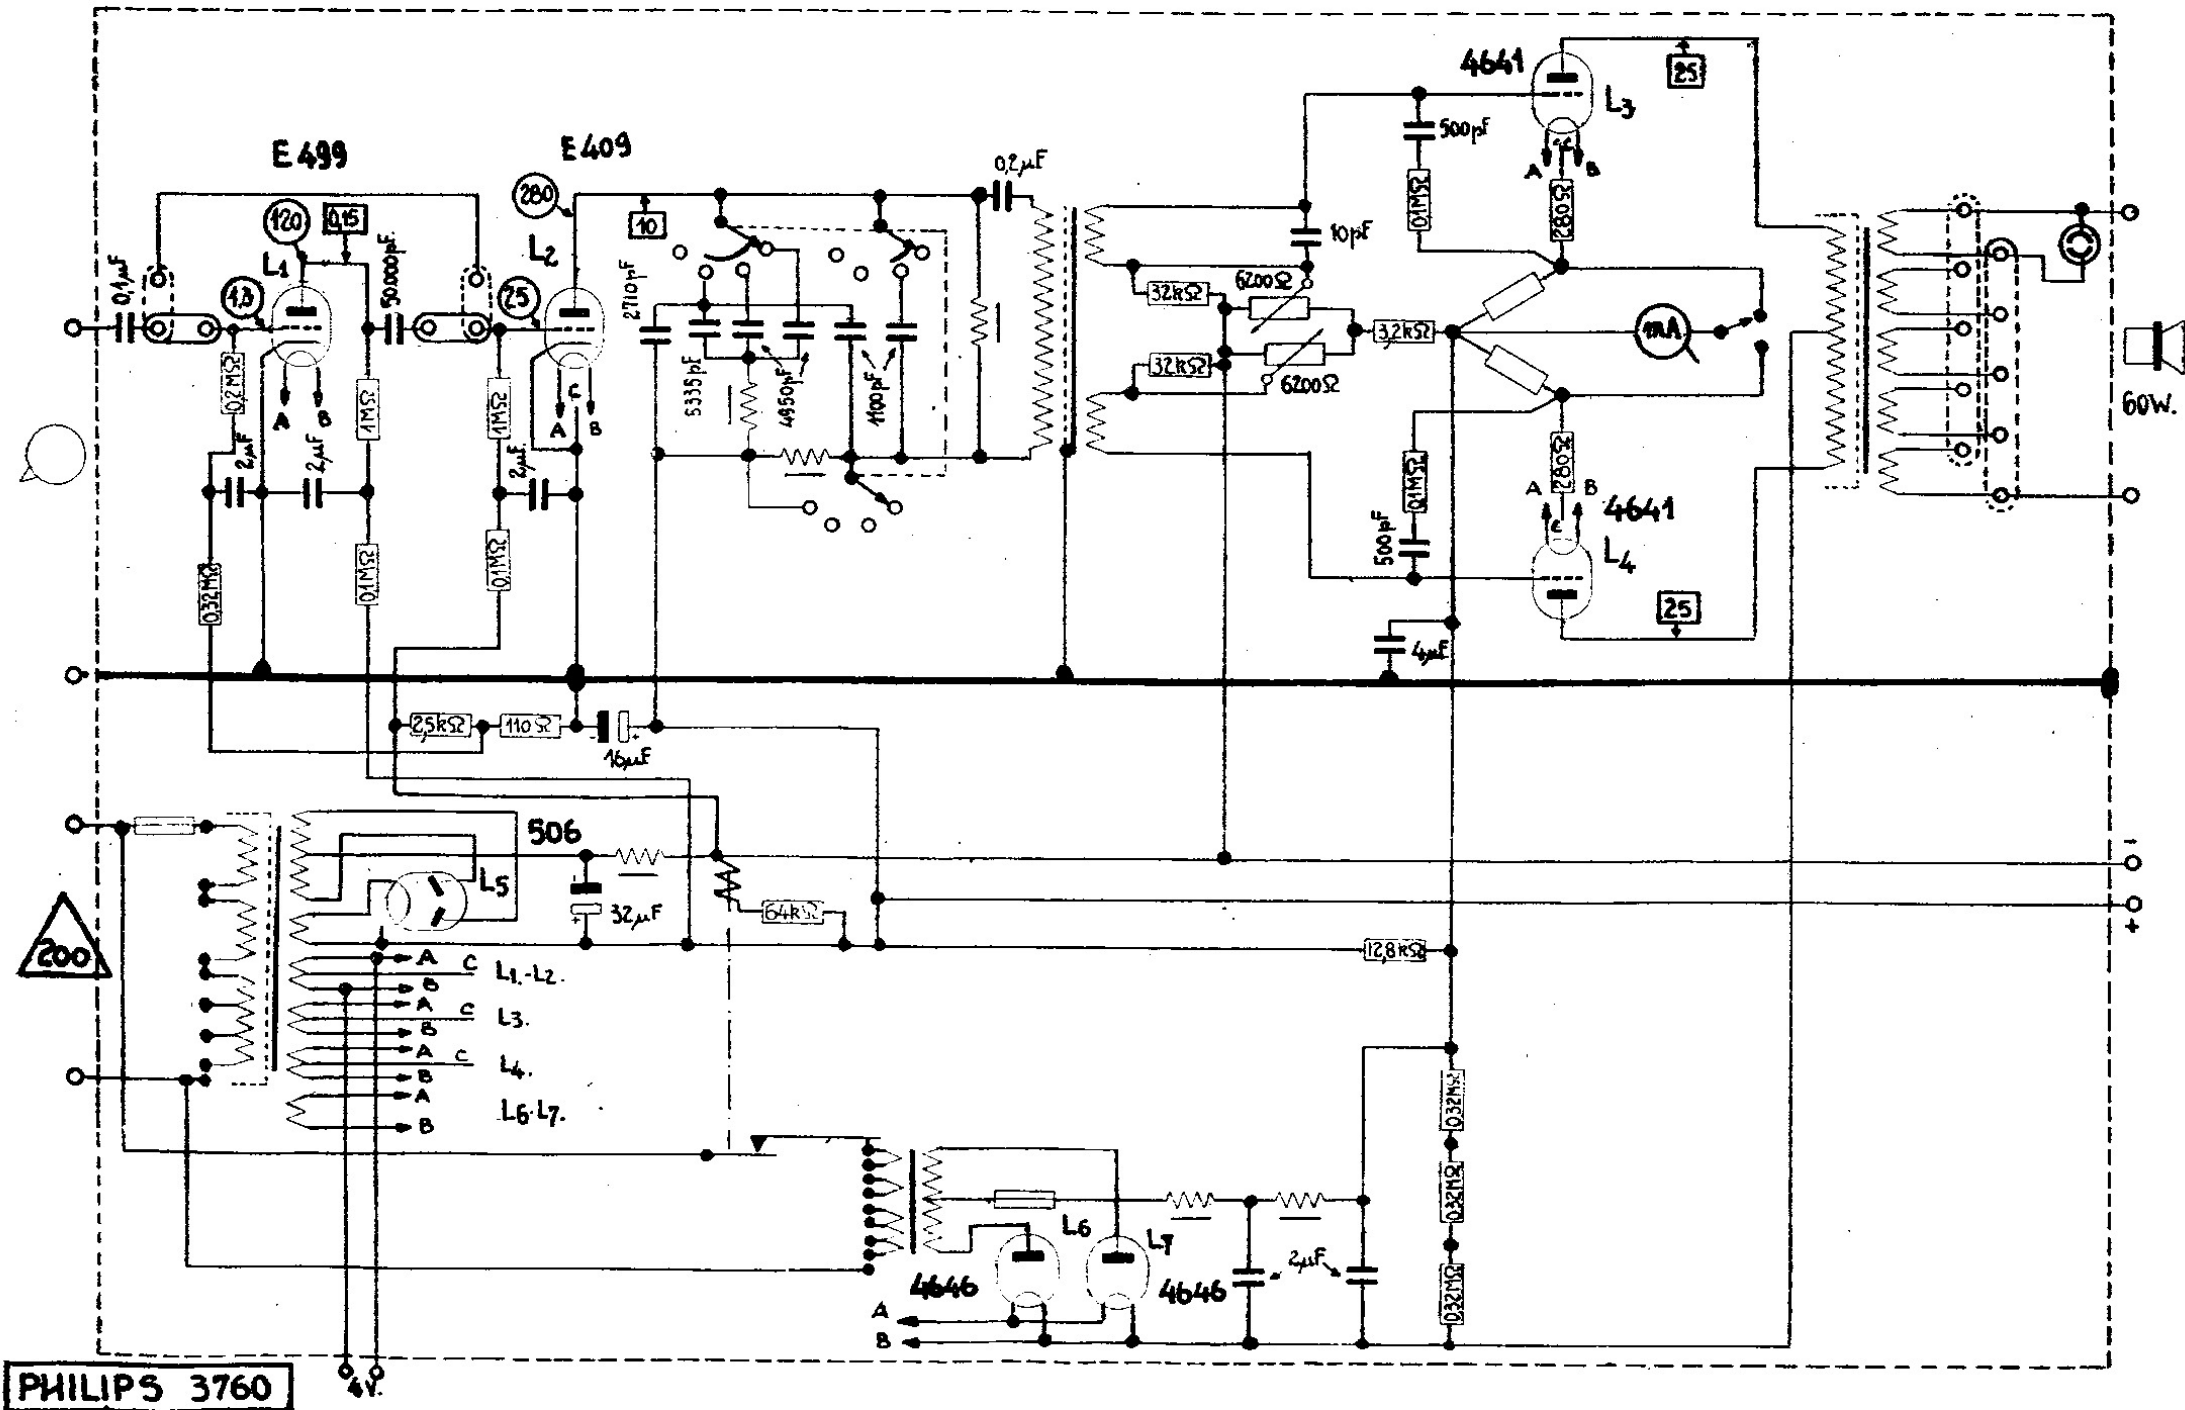 4641
25
L3
500pF
E499
E409
0,2µF
A
B
280
0,1MΩ
280Ω
120
0,15
10
L1
L2
10pF
0,1µF
50.000pF.
2710pF
1,3
25
32kΩ
6200Ω
3,2kΩ
mA
32kΩ
6200Ω
5335pF
4950pF
1100pF
60W.
0,2MΩ
A
B
1MΩ
1MΩ
C
A
B
2µF
2µF
2µF
280Ω
0,1MΩ
A
B
C
4641
L4
500pF
0,32MΩ
0,1MΩ
0,1MΩ
25
4µF
2,5kΩ
110Ω
16µF
506
L5
32µF
64kΩ
-
+
200
12,8kΩ
A
C
L1.-L2.
B
A
C
L3.
B
A
C
L4.
B
A
L6-L7.
B
0,32MΩ
0,32MΩ
0,32MΩ
L6
L7
4646
4646
2µF
A
B
PHILIPS 3760
4V.